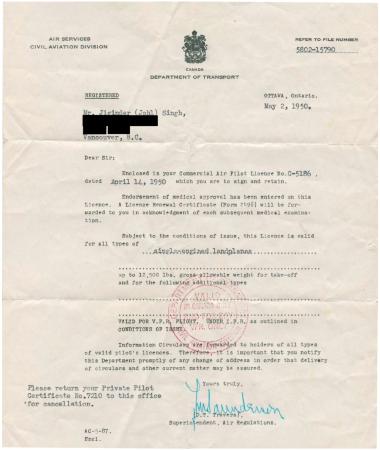 AIR SERVICES
CIVIL AVIATION DIVISION
REFER TO FILE NUMBER
5802-15790
CANADA
DEPARTMENT OF TRANSPORT
REGISTERED
OTTAWA, Ontario.
May 2, 1950.
Mr. Jiginder (Johl) Singh,
Vancouver, B.C.
Dear Sir:
Enclosed is your Commercial Air Pilot Licence No. C-5186,
dated April 14, 1950 which you are to sign and retain.
Endorsement of medical approval has been entered on this
Licence. A Licence Renewal Certificate (Form 2199) will be for-
warded to you in acknowledgment of each subsequent medical examina-
tion.
Subject to the conditions of issue, this Licence is valid
for all types of single-engined landplanes
up to 12,500 lbs. gross allowable weight for take-off
and for the following additional types
VALID FOR V.F.R. FLIGHT, UNDER I.F.R. as outlined in
CONDITIONS OF ISSUE.
Information Circulars are forwarded to holders of all types
of valid pilot's licences. Therefore, it is important that you notify
this Department promptly of any change of address in order that delivery
of circulars and other current matter may be assured.
Yours truly,
Please return your Private Pilot
Certificate No.7210 to this office
for cancellation.
(D.T. Travers),
Superintendent, Air Regulations.
AC-5-87.
Encl.